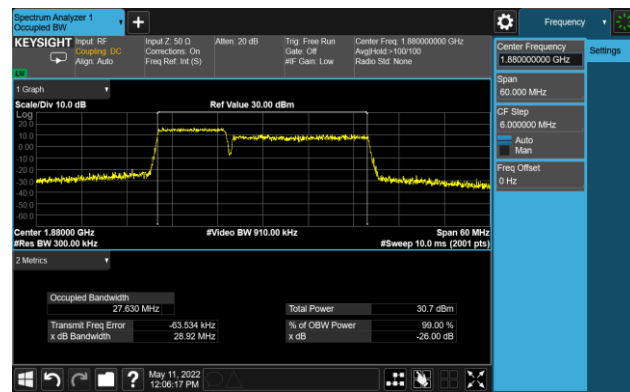 Spectrum Analyzer 1
Occupied BW
Frequency
KEYSIGHT
Input: RF
Coupling: DC
Align: Auto
Input Z: 50 Ω
Corrections: On
Freq Ref: Int (S)
Atten: 20 dB
Trig: Free Run
Gate: Off
#IF Gain: Low
Center Freq: 1.880000000 GHz
Avg|Hold:>100/100
Radio Std: None
Center Frequency
1.880000000 GHz
Settings
Span
60.000 MHz
CF Step
6.000000 MHz
Auto
Man
Freq Offset
0 Hz
1 Graph
Scale/Div 10.0 dB
Ref Value 30.00 dBm
Log
20.0
10.0
0.00
-10.0
-20.0
-30.0
-40.0
-50.0
-60.0
Center 1.88000 GHz
#Video BW 910.00 kHz
Span 60 MHz
#Res BW 300.00 kHz
#Sweep 10.0 ms (2001 pts)
2 Metrics
Occupied Bandwidth
27.630 MHz
Total Power 30.7 dBm
Transmit Freq Error -63.534 kHz
% of OBW Power 99.00 %
x dB Bandwidth 28.92 MHz
x dB -26.00 dB
May 11, 2022
12:06:17 PM